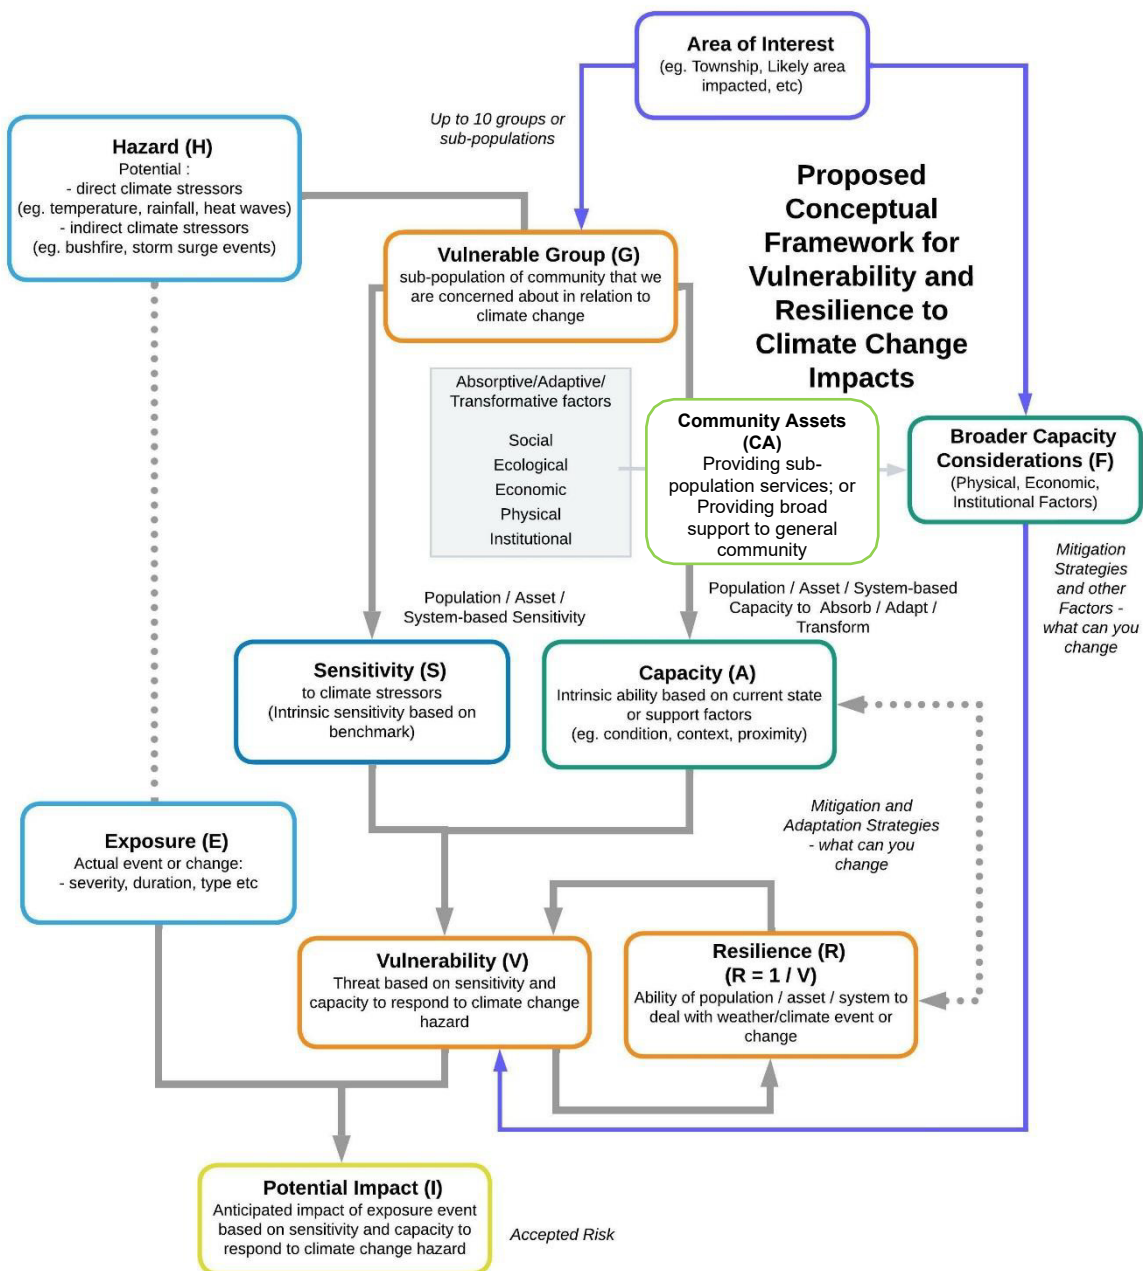 Area of Interest
(eg. Township, Likely area
impacted, etc)
Up to 10 groups or
sub-populations
Hazard (H)
Potential :
- direct climate stressors
(eg. temperature, rainfall, heat waves)
- indirect climate stressors
(eg. bushfire, storm surge events)
Proposed
Conceptual
Framework for
Vulnerability and
Resilience to
Climate Change
Impacts
Vulnerable Group (G)
sub-population of community that we
are concerned about in relation to
climate change
Absorptive/Adaptive/
Transformative factors
Social
Ecological
Economic
Physical
Institutional
Community Assets
(CA)
Providing sub-
population services; or
Providing broad
support to general
community
Broader Capacity
Considerations (F)
(Physical, Economic,
Institutional Factors)
Mitigation
Strategies
and other
Factors -
what can you
change
Population / Asset /
System-based Sensitivity
Population / Asset / System-based
Capacity to Absorb / Adapt /
Transform
Sensitivity (S)
to climate stressors
(Intrinsic sensitivity based on
benchmark)
Capacity (A)
Intrinsic ability based on current state
or support factors
(eg. condition, context, proximity)
Mitigation and
Adaptation Strategies
- what can you
change
Exposure (E)
Actual event or change:
- severity, duration, type etc
Vulnerability (V)
Threat based on sensitivity and
capacity to respond to climate change
hazard
Resilience (R)
(R = 1 / V)
Ability of population / asset / system to
deal with weather/climate event or
change
Potential Impact (I)
Anticipated impact of exposure event
based on sensitivity and capacity to
respond to climate change hazard
Accepted Risk